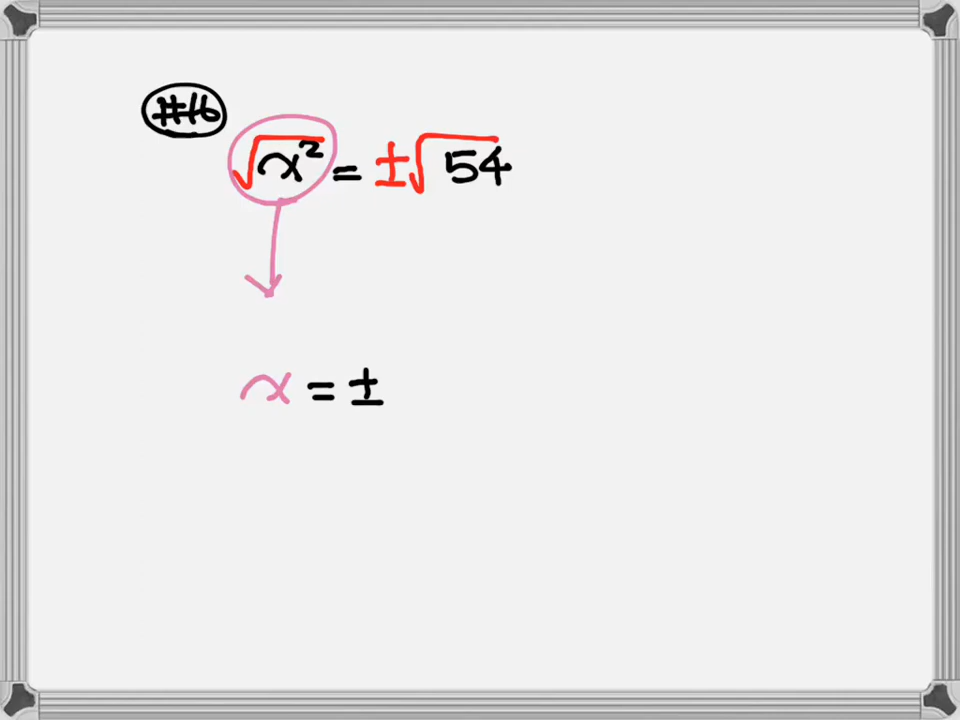 #16
√x² = ±√54
x = ±